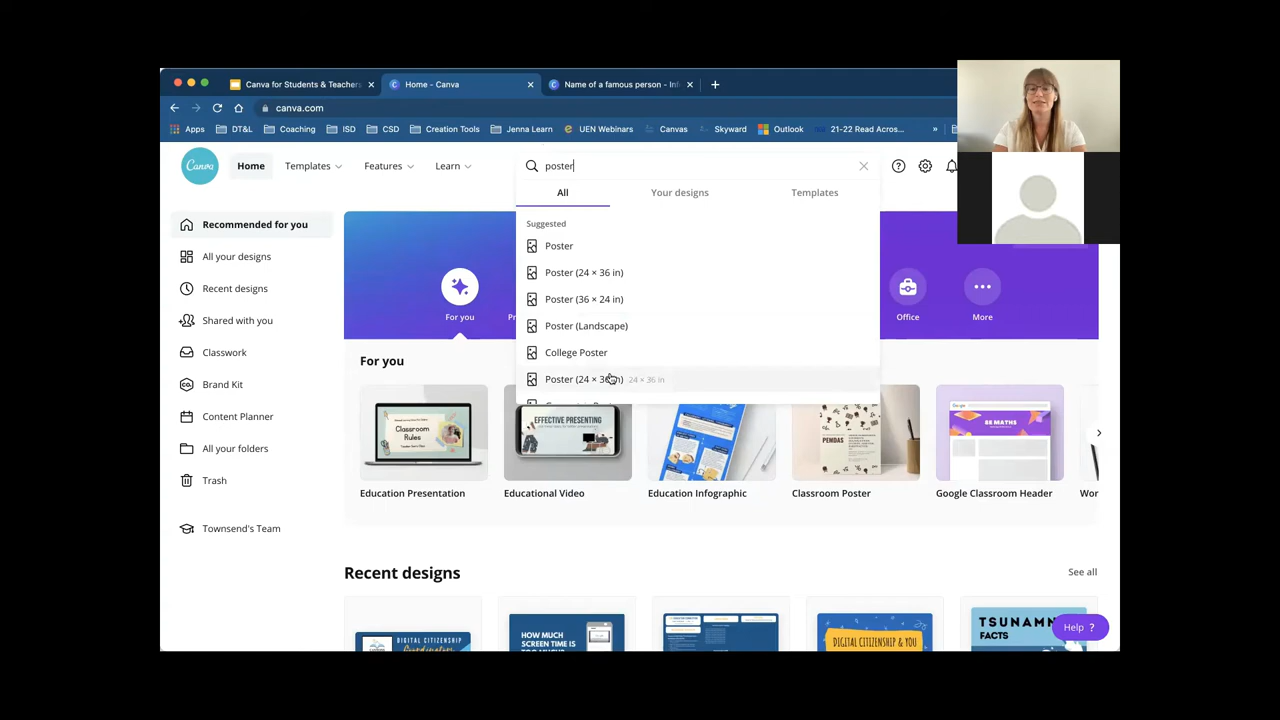 Canva for Students & Teachers
Home - Canva
Name of a famous person - Inf
canva.com
Apps
DT&L
Coaching
ISD
CSD
Creation Tools
Jenna Learn
UEN Webinars
Canvas
Skyward
Outlook
21-22 Read Acros...
»
Canva
Home
Templates
Features
Learn
poster
All
Your designs
Templates
Suggested
Poster
Poster (24 × 36 in)
Poster (36 × 24 in)
Poster (Landscape)
College Poster
Poster (24 × 36 in) 24 × 36 in
Recommended for you
All your designs
Recent designs
Shared with you
Classwork
Brand Kit
Content Planner
All your folders
Trash
Townsend's Team
For you
Office
More
For you
Classroom
Rules
EFFECTIVE
PRESENTING
PEMDAS
Google
BE MATHS
Education Presentation
Educational Video
Education Infographic
Classroom Poster
Google Classroom Header
Wor
Recent designs
See all
DIGITAL CITIZENSHIP
Coordinators
HOW MUCH
SCREEN TIME IS
DIGITAL CITIZENSHIP & YOU
TSUNAMI
FACTS
Help ?